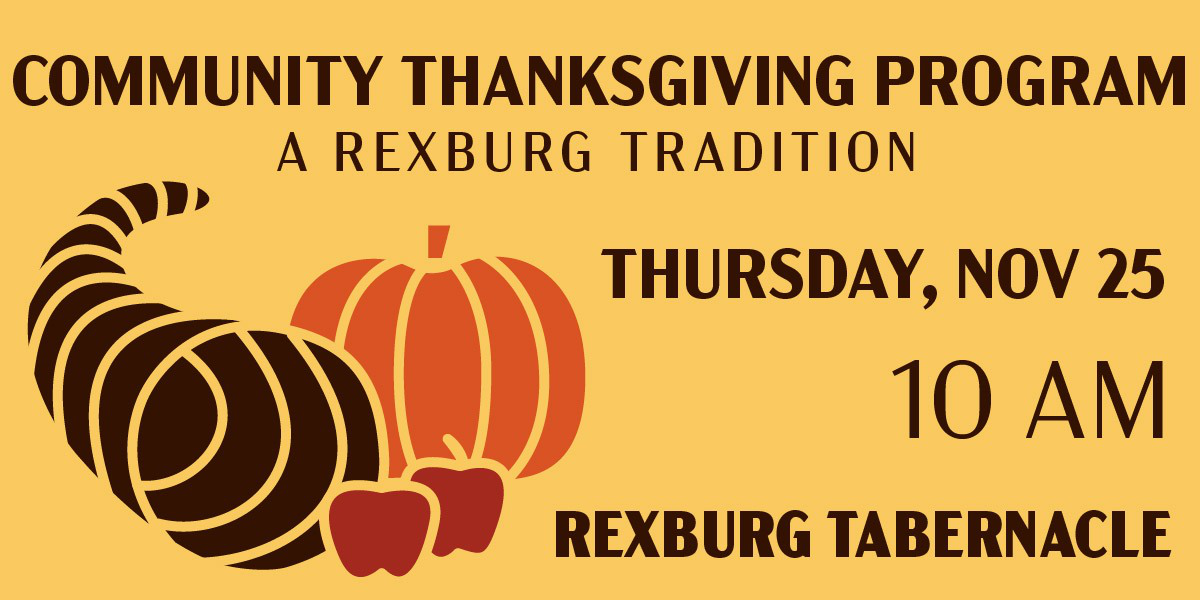 COMMUNITY THANKSGIVING PROGRAM
A REXBURG TRADITION
THURSDAY, NOV 25
10 AM
REXBURG TABERNACLE